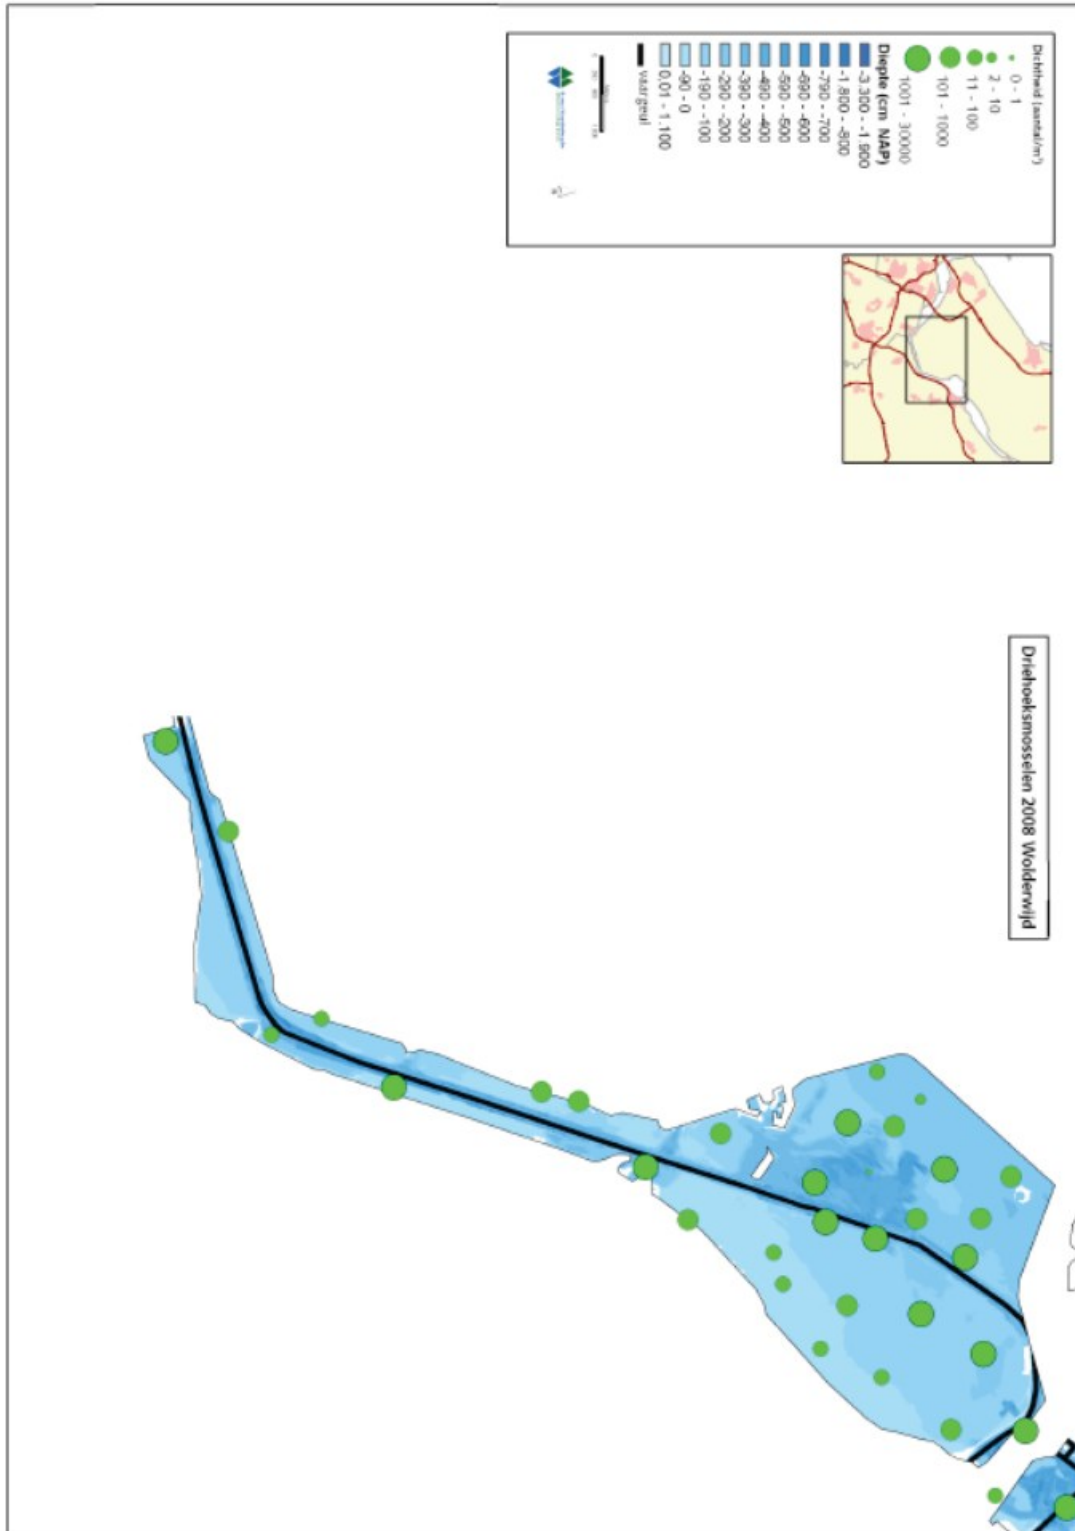 Driehoeksmosselen 2008 Wolderwijd
Dichtheid (aantal/m²)
0 - 1
2 - 10
11 - 100
101 - 1000
1001 - 30000
Diepte (cm NAP)
-3.300 - -1.900
-1.800 - -800
-790 - -700
-690 - -600
-590 - -500
-490 - -400
-390 - -300
-290 - -200
-190 - -100
-90 - 0
0,01 - 1.100
vaargeul